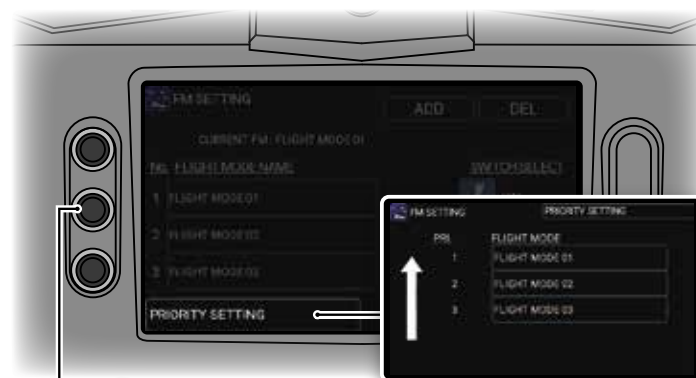 FM SETTING
ADD
DEL
CURRENT FM: FLIGHT MODE 01
No. FLIGHT MODE NAME
SWITCH SELECT
1 FLIGHT MODE 01
2 FLIGHT MODE 02
3 FLIGHT MODE 03
PRIORITY SETTING
FM SETTING
PRIORITY SETTING
PRI.
FLIGHT MODE
1 FLIGHT MODE 01
2 FLIGHT MODE 02
3 FLIGHT MODE 03